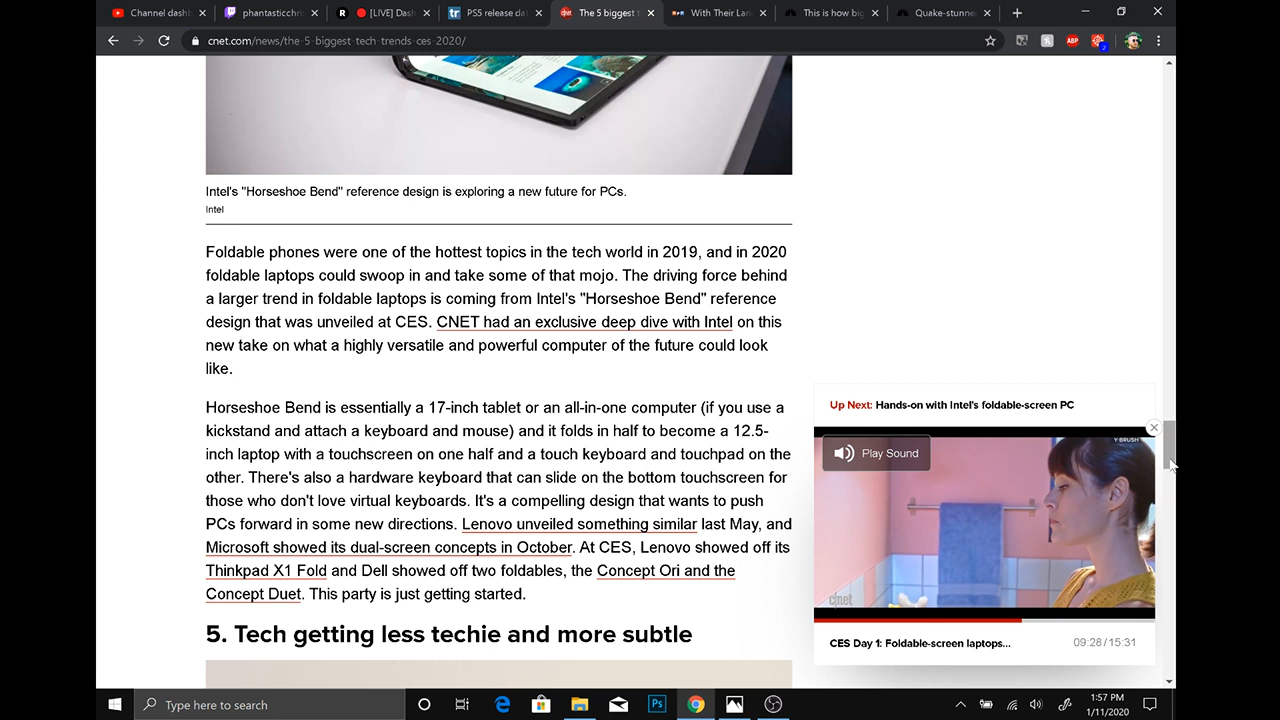 Channel dashb
phantasticchri
[LIVE] Dash
PS5 release da
The 5 biggest t
With Their Lan
This is how big
Quake-stunne
cnet.com/news/the-5-biggest-tech-trends-ces-2020/
ABP
2
Intel's "Horseshoe Bend" reference design is exploring a new future for PCs.
Intel
Foldable phones were one of the hottest topics in the tech world in 2019, and in 2020
foldable laptops could swoop in and take some of that mojo. The driving force behind
a larger trend in foldable laptops is coming from Intel's "Horseshoe Bend" reference
design that was unveiled at CES. CNET had an exclusive deep dive with Intel on this
new take on what a highly versatile and powerful computer of the future could look
like.
Horseshoe Bend is essentially a 17-inch tablet or an all-in-one computer (if you use a
kickstand and attach a keyboard and mouse) and it folds in half to become a 12.5-
inch laptop with a touchscreen on one half and a touch keyboard and touchpad on the
other. There's also a hardware keyboard that can slide on the bottom touchscreen for
those who don't love virtual keyboards. It's a compelling design that wants to push
PCs forward in some new directions. Lenovo unveiled something similar last May, and
Microsoft showed its dual-screen concepts in October. At CES, Lenovo showed off its
Thinkpad X1 Fold and Dell showed off two foldables, the Concept Ori and the
Concept Duet. This party is just getting started.
5. Tech getting less techie and more subtle
Up Next: Hands-on with Intel's foldable-screen PC
Y-BRUSH
Play Sound
c|net
CES Day 1: Foldable-screen laptops...
09:28/15:31
Type here to search
Ps
1:57 PM
1/11/2020